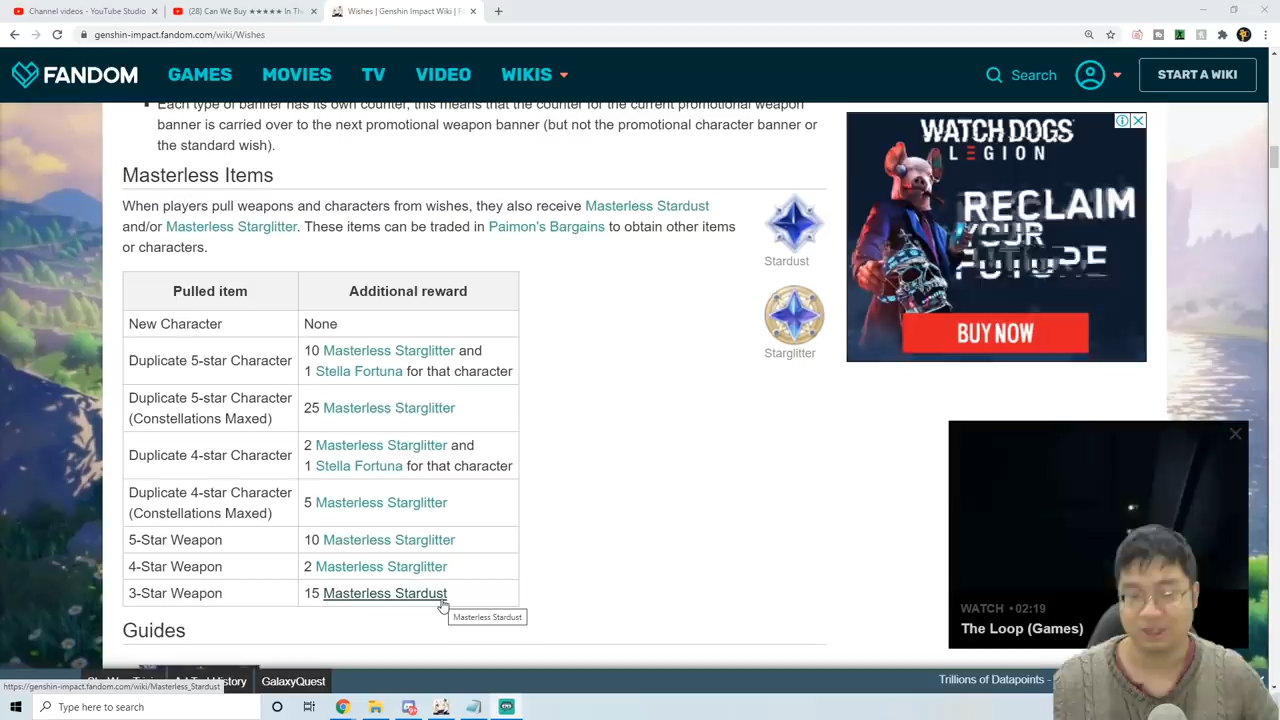 Channel videos - YouTube Studio
(28) Can We Buy ★★★★★ In Th
Wishes | Genshin Impact Wiki | F
genshin-impact.fandom.com/wiki/Wishes
FANDOM
GAMES
MOVIES
TV
VIDEO
WIKIS
Search
START A WIKI
Each type of banner has its own counter, this means that the counter for the current promotional weapon
banner is carried over to the next promotional weapon banner (but not the promotional character banner or
the standard wish).
Masterless Items
When players pull weapons and characters from wishes, they also receive Masterless Stardust
and/or Masterless Starglitter. These items can be traded in Paimon's Bargains to obtain other items
or characters.
Stardust
Starglitter
Pulled item
Additional reward
New Character
None
Duplicate 5-star Character
10 Masterless Starglitter and
1 Stella Fortuna for that character
Duplicate 5-star Character
(Constellations Maxed)
25 Masterless Starglitter
Duplicate 4-star Character
2 Masterless Starglitter and
1 Stella Fortuna for that character
Duplicate 4-star Character
(Constellations Maxed)
5 Masterless Starglitter
5-Star Weapon
10 Masterless Starglitter
4-Star Weapon
2 Masterless Starglitter
3-Star Weapon
15 Masterless Stardust
Masterless Stardust
Guides
WATCH DOGS
LEGION
RECLAIM
YOUR
FUTURE
BUY NOW
WATCH • 02:19
The Loop (Games)
History
GalaxyQuest
Trillions of Datapoints -
https://genshin-impact.fandom.com/wiki/Masterless_Stardust
Type here to search